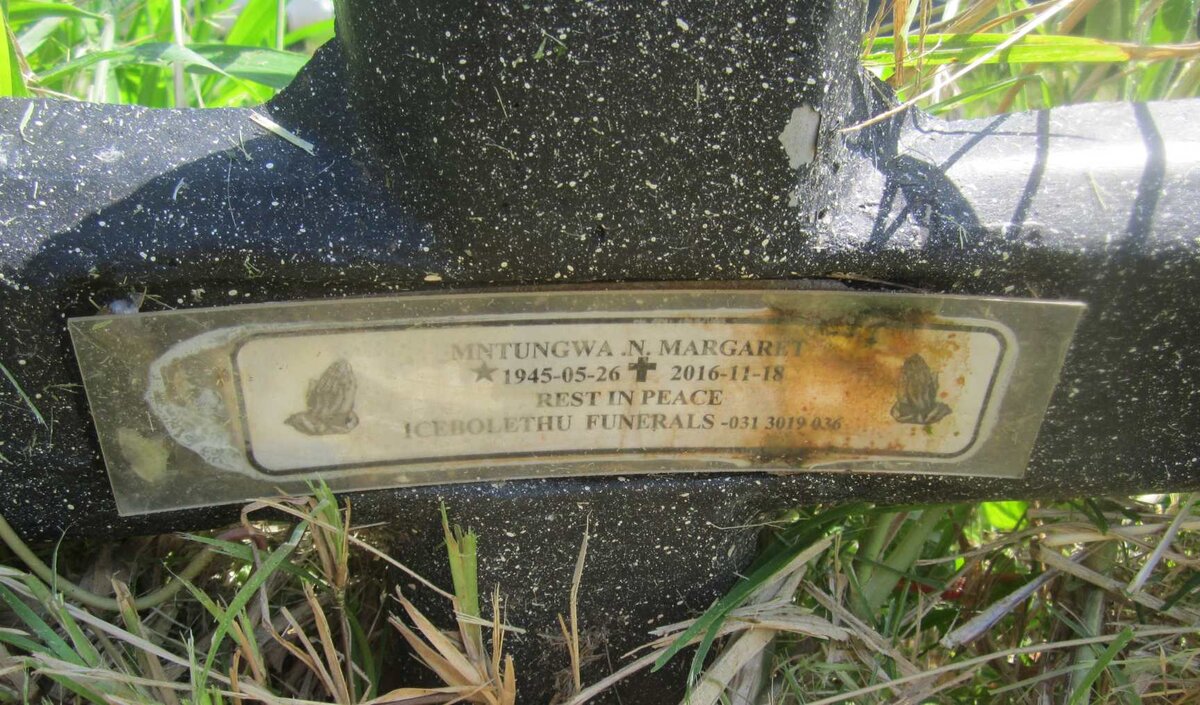 MNTUNGWA .N. MARGARET
1945-05-26 2016-11-18
REST IN PEACE
ICEBOLETHU FUNERALS -031 3019 036